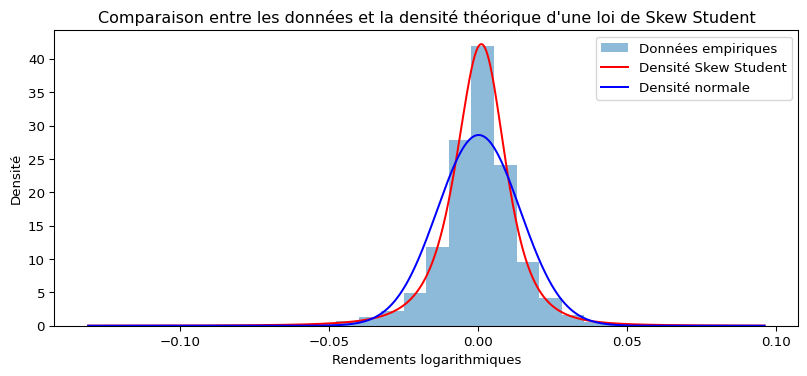 Comparaison entre les données et la densité théorique d'une loi de Skew Student
Densité
40
35
30
25
20
15
10
5
0
Données empiriques
Densité Skew Student
Densité normale
−0.10
−0.05
0.00
0.05
0.10
Rendements logarithmiques